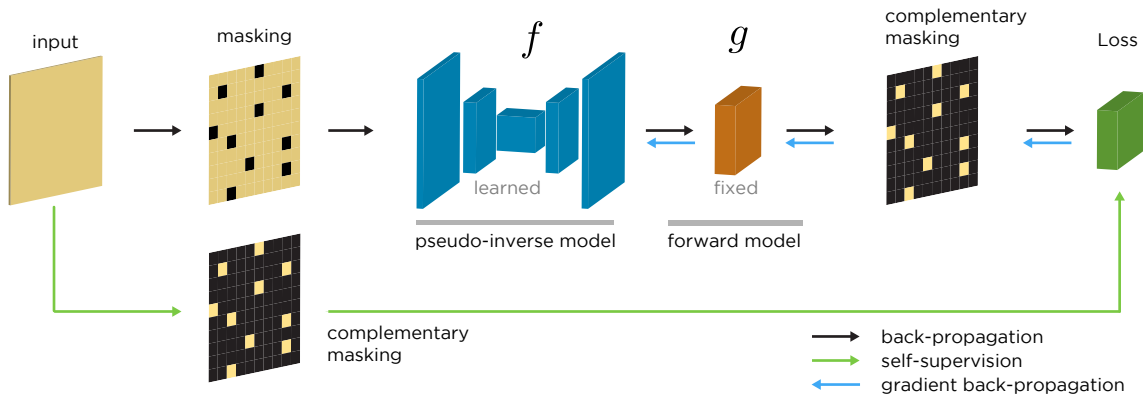 input
masking
f
g
complementary
masking
Loss
learned
fixed
pseudo-inverse model
forward model
complementary
masking
back-propagation
self-supervision
gradient back-propagation